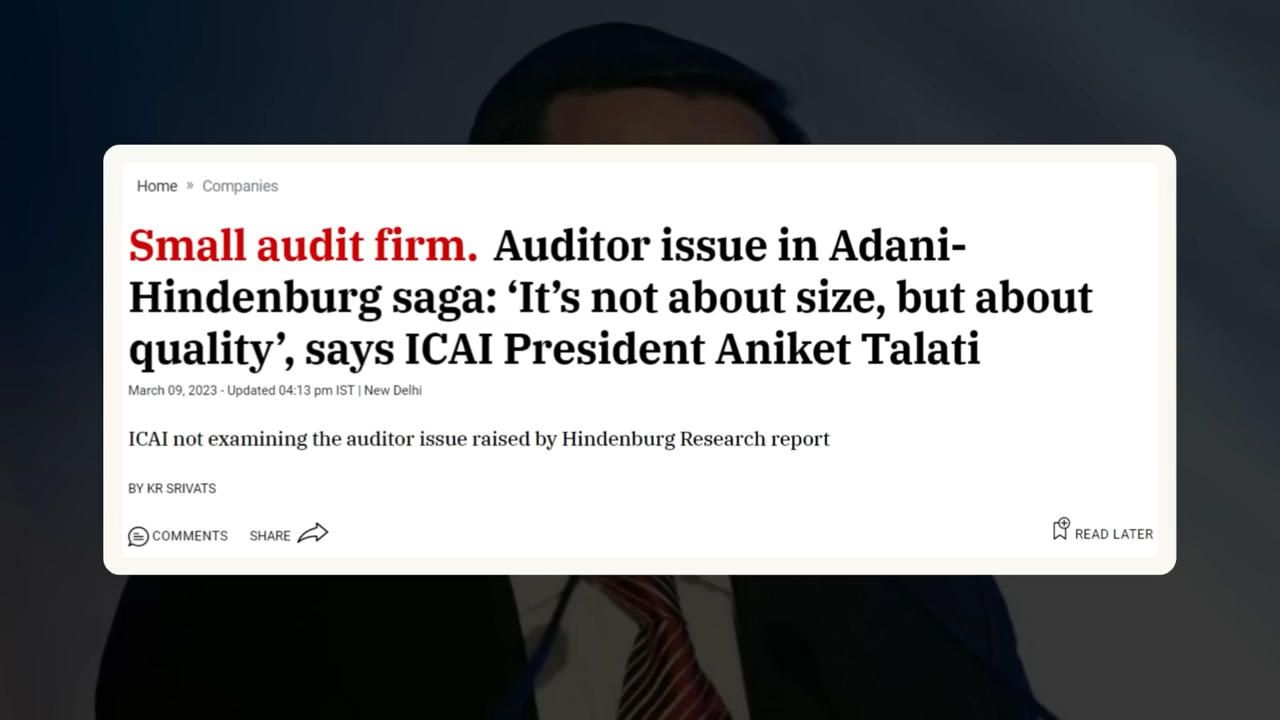 Home » Companies
Small audit firm. Auditor issue in Adani-
Hindenburg saga: ‘It’s not about size, but about
quality’, says ICAI President Aniket Talati
March 09, 2023 - Updated 04:13 pm IST | New Delhi
ICAI not examining the auditor issue raised by Hindenburg Research report
BY KR SRIVATS
COMMENTS SHARE READ LATER